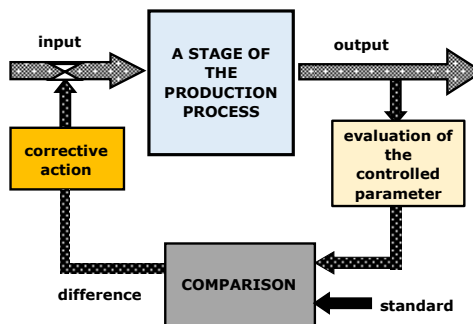 input
A STAGE OF
THE
PRODUCTION
PROCESS
output
corrective
action
evaluation of
the
controlled
parameter
COMPARISON
difference
standard